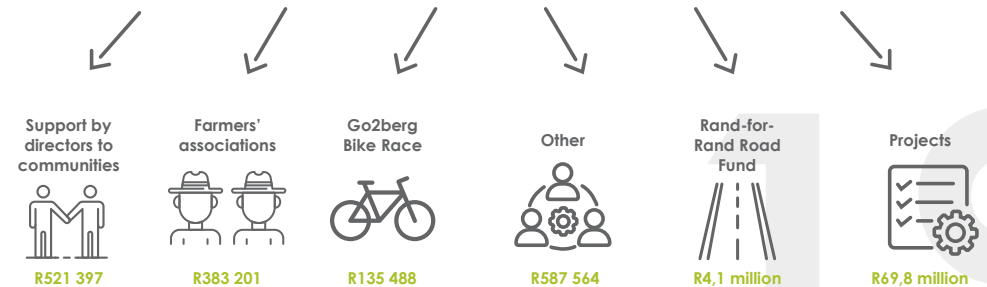 Support by
directors to
communities
R521 397
Farmers’
associations
R383 201
Go2berg
Bike Race
R135 488
Other
R587 564
Rand-for-
Rand Road
Fund
R4,1 million
Projects
R69,8 million